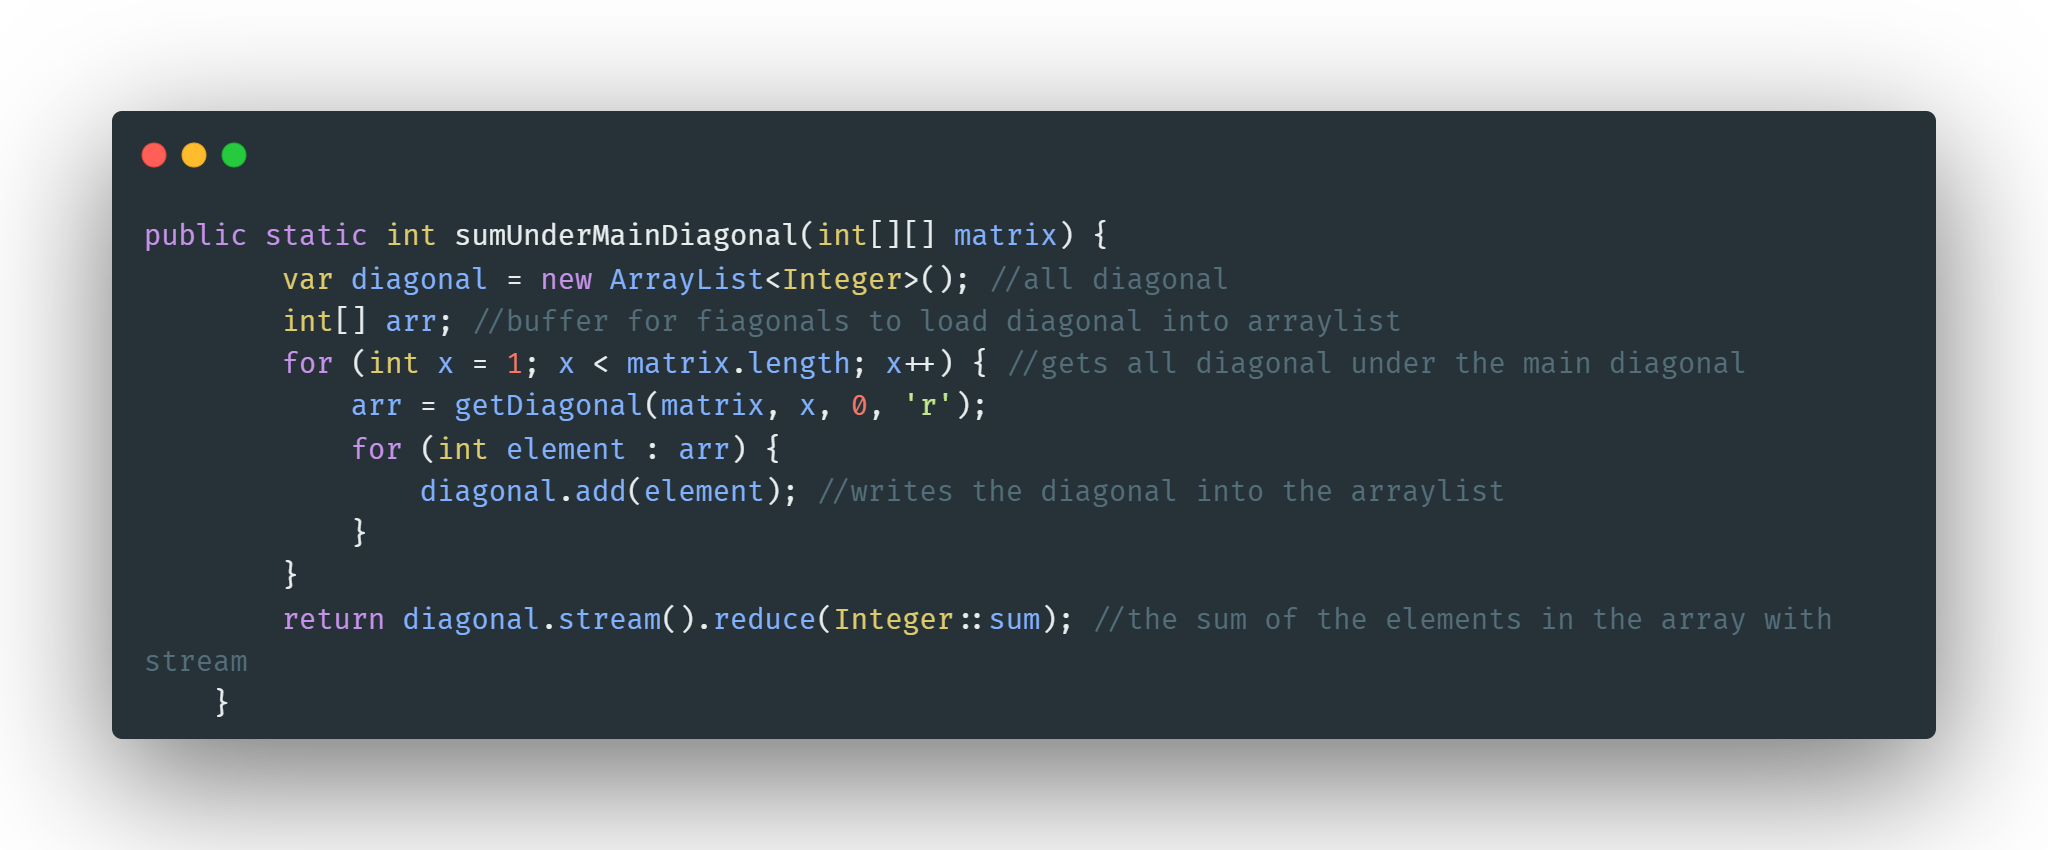 public static int sumUnderMainDiagonal(int[][] matrix) {
        var diagonal = new ArrayList<Integer>(); //all diagonal
        int[] arr; //buffer for fiagonals to load diagonal into arraylist
        for (int x = 1; x < matrix.length; x++) { //gets all diagonal under the main diagonal
            arr = getDiagonal(matrix, x, 0, 'r');
            for (int element : arr) {
                diagonal.add(element); //writes the diagonal into the arraylist
            }
        }
        return diagonal.stream().reduce(Integer::sum); //the sum of the elements in the array with
stream
    }